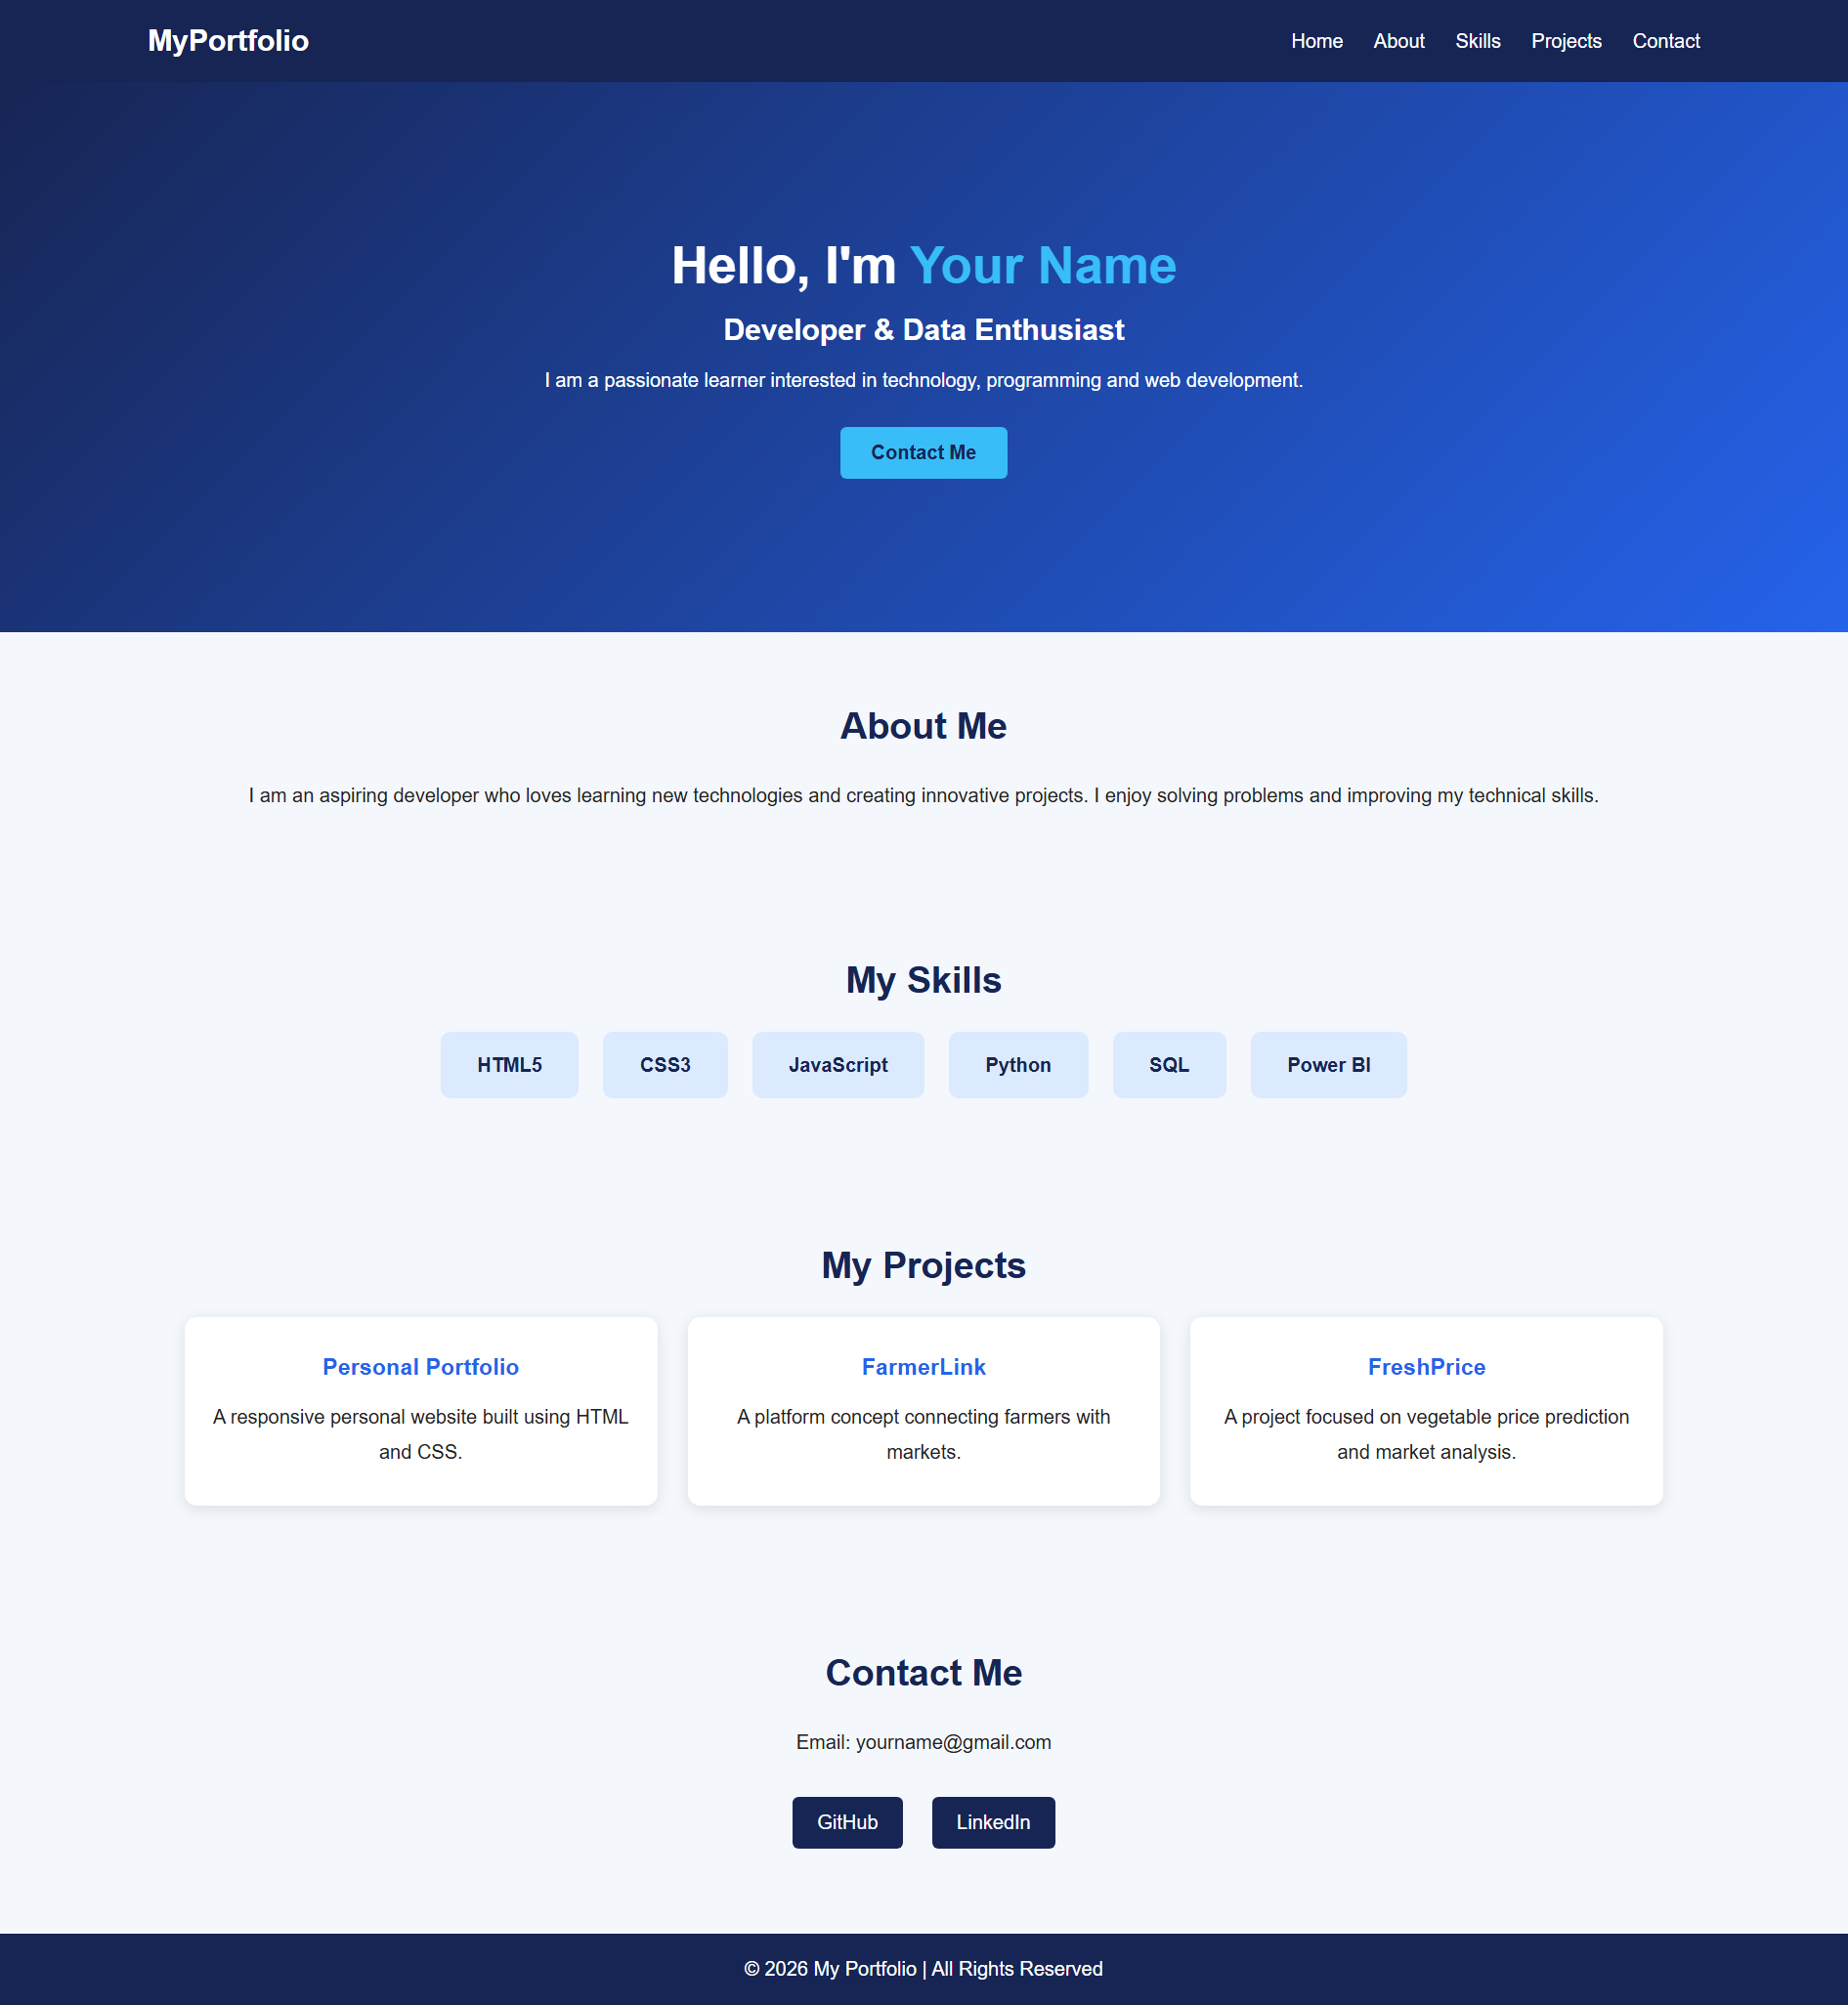 MyPortfolio
Home About Skills Projects Contact
Hello, I'm Your Name
Developer & Data Enthusiast
I am a passionate learner interested in technology, programming and web development.
Contact Me
About Me
I am an aspiring developer who loves learning new technologies and creating innovative projects. I enjoy solving problems and improving my technical skills.
My Skills
HTML5 CSS3 JavaScript Python SQL Power BI
My Projects
Personal Portfolio
A responsive personal website built using HTML
and CSS.
FarmerLink
A platform concept connecting farmers with
markets.
FreshPrice
A project focused on vegetable price prediction
and market analysis.
Contact Me
Email: yourname@gmail.com
GitHub LinkedIn
© 2026 My Portfolio | All Rights Reserved